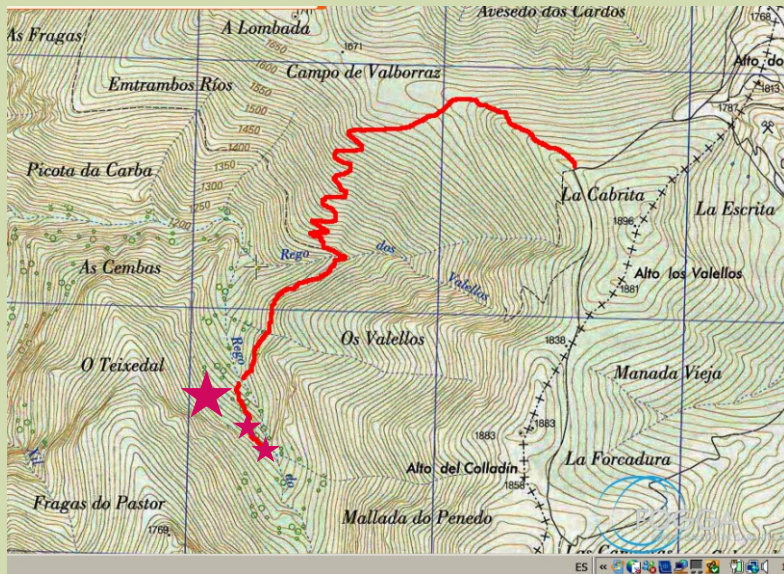 Avesedo dos Cardos
1768
A Lombada
As Fragas
1671
1650
1600
Campo de Valborraz
Alto do
Emtrambos Ríos
1813
1550
1787
1500
1450
1400
Picota da Carba
1350
1300
La Cabrita
1250
La Escrita
1200
1896
Rego dos Valellos
As Cembas
Alto los Valellos
1881
Rego
Os Valellos
1838
O Teixedal
Manada Vieja
1883
1883
La Forcadura
Xil
Alto del Colladín
do
1858
Fragas do Pastor
Mallada do Penedo
1769
ES